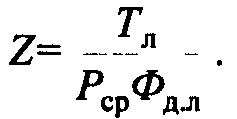 Z = Tл / (Pср Фд.л) .